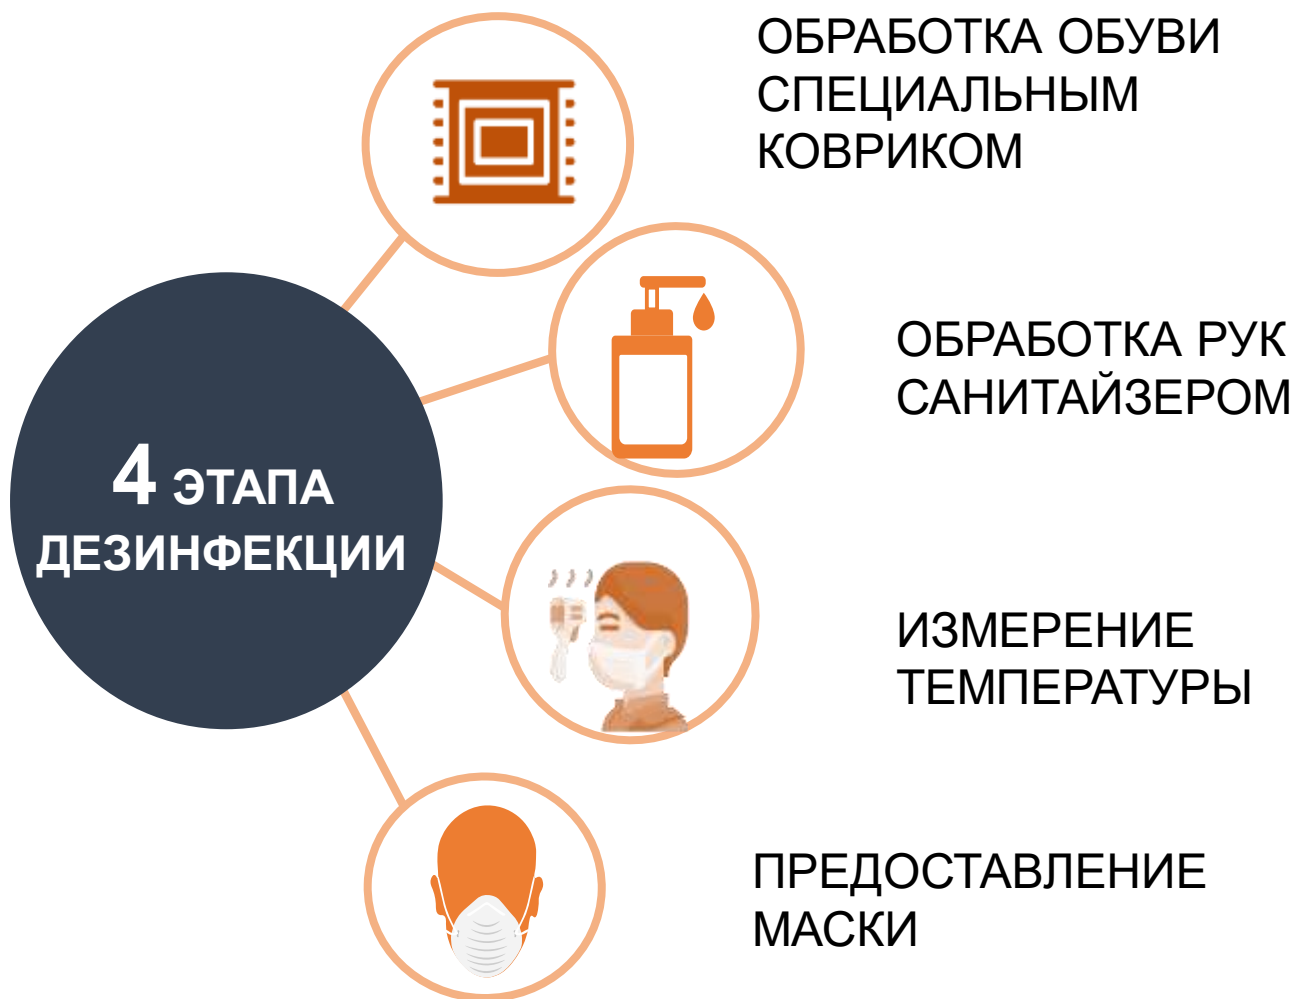 ОБРАБОТКА ОБУВИ
СПЕЦИАЛЬНЫМ
КОВРИКОМ
ОБРАБОТКА РУК
САНИТАЙЗЕРОМ
4 ЭТАПА
ДЕЗИНФЕКЦИИ
ИЗМЕРЕНИЕ
ТЕМПЕРАТУРЫ
ПРЕДОСТАВЛЕНИЕ
МАСКИ